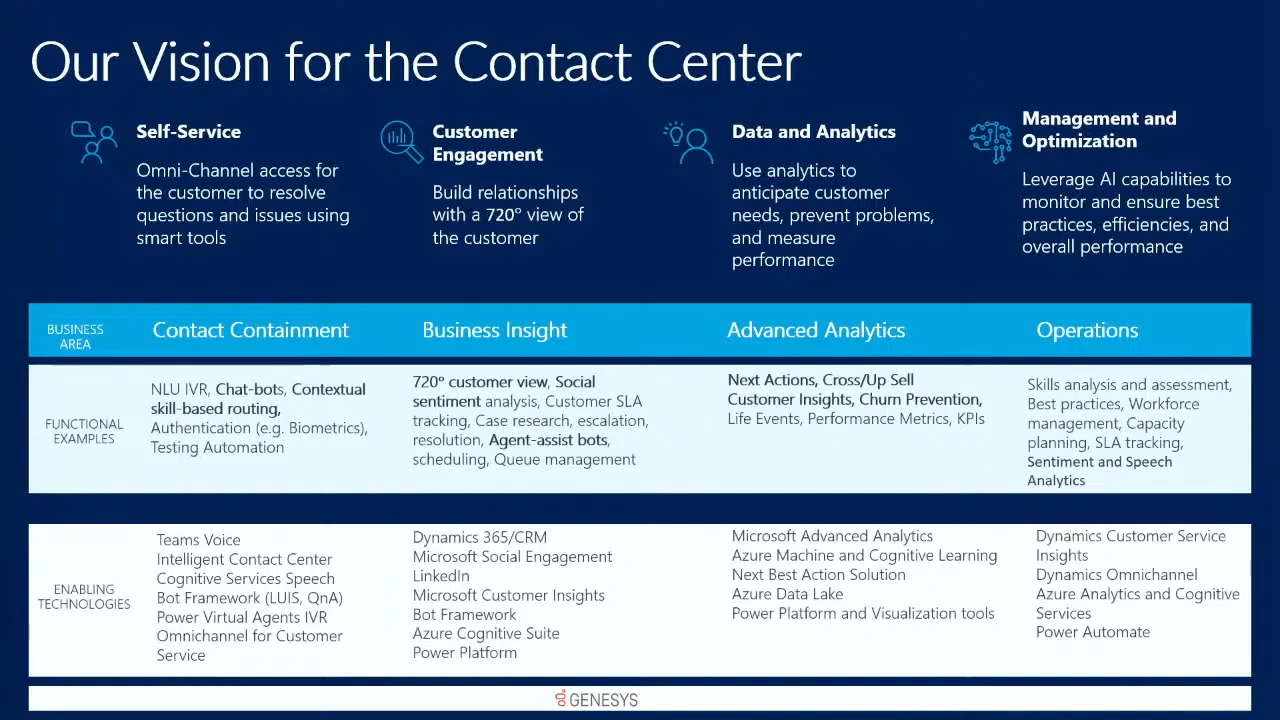 Our Vision for the Contact Center
Self-Service
Omni-Channel access for
the customer to resolve
questions and issues using
smart tools
Customer
Engagement
Build relationships
with a 720° view of
the customer
Data and Analytics
Use analytics to
anticipate customer
needs, prevent problems,
and measure
performance
Management and
Optimization
Leverage AI capabilities to
monitor and ensure best
practices, efficiencies, and
overall performance
BUSINESS
AREA
Contact Containment
Business Insight
Advanced Analytics
Operations
FUNCTIONAL
EXAMPLES
NLU IVR, Chat-bots, Contextual
skill-based routing,
Authentication (e.g. Biometrics),
Testing Automation
720° customer view, Social
sentiment analysis, Customer SLA
tracking, Case research, escalation,
resolution, Agent-assist bots,
scheduling, Queue management
Next Actions, Cross/Up Sell
Customer Insights, Churn Prevention,
Life Events, Performance Metrics, KPIs
Skills analysis and assessment,
Best practices, Workforce
management, Capacity
planning, SLA tracking,
Sentiment and Speech
Analytics
ENABLING
TECHNOLOGIES
Teams Voice
Intelligent Contact Center
Cognitive Services Speech
Bot Framework (LUIS, QnA)
Power Virtual Agents IVR
Omnichannel for Customer
Service
Dynamics 365/CRM
Microsoft Social Engagement
LinkedIn
Microsoft Customer Insights
Bot Framework
Azure Cognitive Suite
Power Platform
Microsoft Advanced Analytics
Azure Machine and Cognitive Learning
Next Best Action Solution
Azure Data Lake
Power Platform and Visualization tools
Dynamics Customer Service
Insights
Dynamics Omnichannel
Azure Analytics and Cognitive
Services
Power Automate
GENESYS